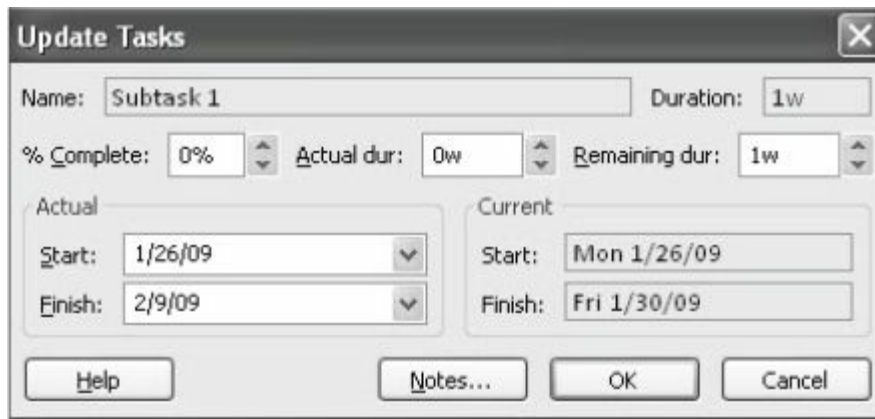 Update Tasks
Name: Subtask 1 Duration: 1w
% Complete: 0% Actual dur: 0w Remaining dur: 1w
Actual Current
Start: 1/26/09 Start: Mon 1/26/09
Finish: 2/9/09 Finish: Fri 1/30/09
Help Notes... OK Cancel